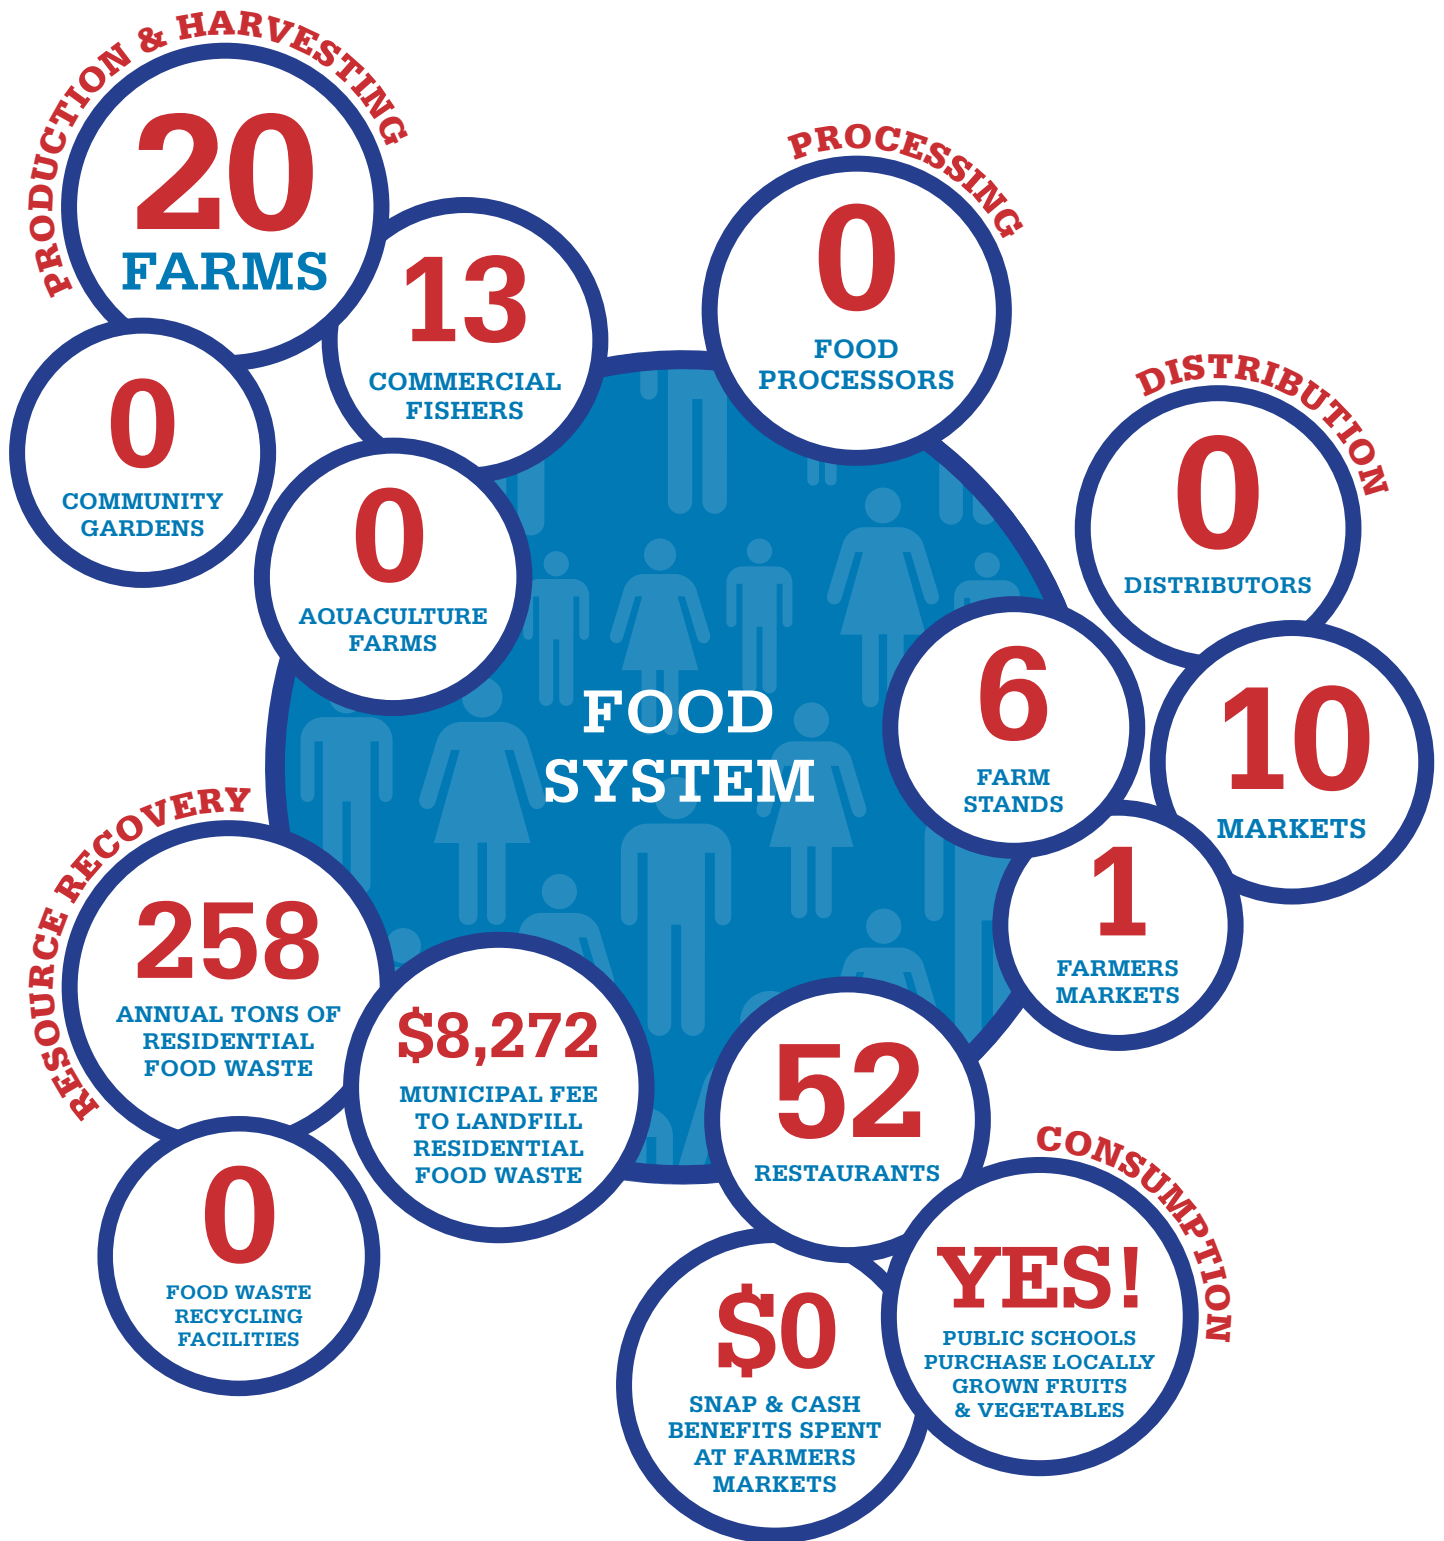 PRODUCTION & HARVESTING
20
FARMS
13
COMMERCIAL
FISHERS
0
COMMUNITY
GARDENS
0
AQUACULTURE
FARMS
PROCESSING
0
FOOD
PROCESSORS
DISTRIBUTION
0
DISTRIBUTORS
6
FARM
STANDS
10
MARKETS
1
FARMERS
MARKETS
FOOD
SYSTEM
RESOURCE RECOVERY
258
ANNUAL TONS OF
RESIDENTIAL
FOOD WASTE
$8,272
MUNICIPAL FEE
TO LANDFILL
RESIDENTIAL
FOOD WASTE
0
FOOD WASTE
RECYCLING
FACILITIES
CONSUMPTION
52
RESTAURANTS
YES!
PUBLIC SCHOOLS
PURCHASE LOCALLY
GROWN FRUITS
& VEGETABLES
$0
SNAP & CASH
BENEFITS SPENT
AT FARMERS
MARKETS